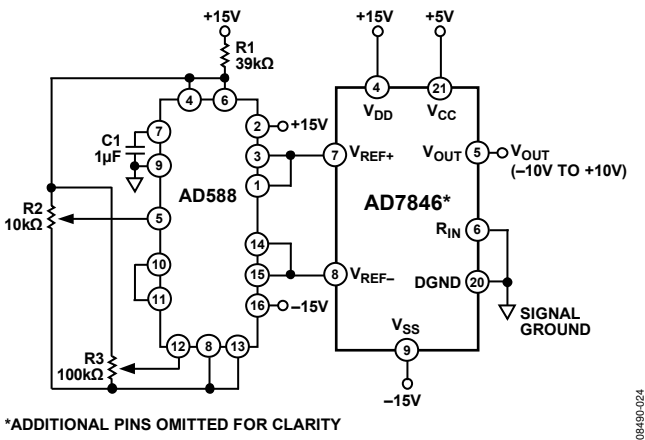 +15V
+15V
+5V
R1
39kΩ
4
6
4
21
VDD
VCC
C1
1µF
7
2
+15V
9
3
7
VREF+
VOUT
5
VOUT
(–10V TO +10V)
1
AD588
AD7846*
R2
10kΩ
5
RIN
6
14
10
15
8
VREF–
DGND
20
11
16
–15V
SIGNAL
GROUND
VSS
R3
100kΩ
12
8
13
9
–15V
*ADDITIONAL PINS OMITTED FOR CLARITY
08490-024